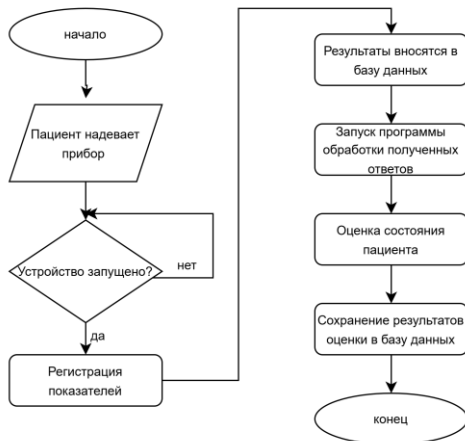 начало
Пациент надевает
прибор
Устройство запущено?
нет
да
Регистрация
показателей
Результаты вносятся в
базу данных
Запуск программы
обработки полученных
ответов
Оценка состояния
пациента
Сохранение результатов
оценки в базу данных
конец